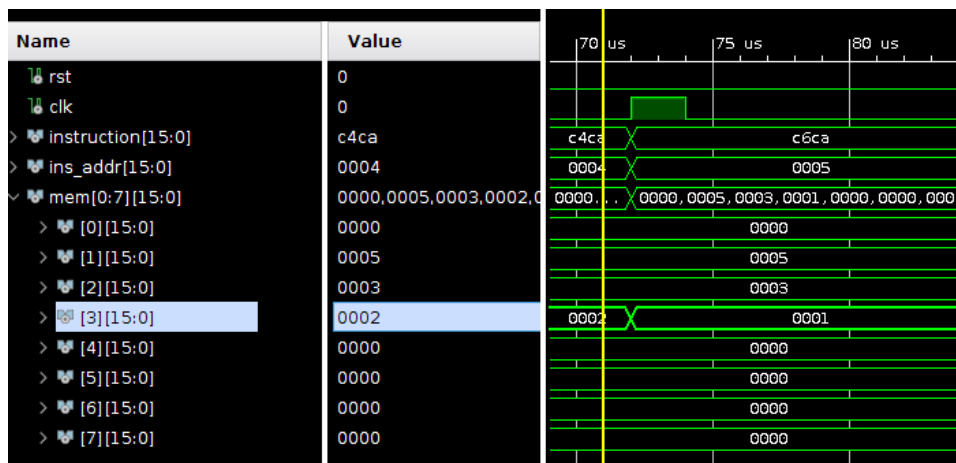 Name Value 70 us 75 us 80 us
rst 0
clk 0
instruction[15:0] c4ca c4ca c6ca
ins_addr[15:0] 0004 0004 0005
mem[0:7][15:0] 0000,0005,0003,0002,0 0000... 0000,0005,0003,0001,0000,0000,000
[0][15:0] 0000 0000
[1][15:0] 0005 0005
[2][15:0] 0003 0003
[3][15:0] 0002 0002 0001
[4][15:0] 0000 0000
[5][15:0] 0000 0000
[6][15:0] 0000 0000
[7][15:0] 0000 0000